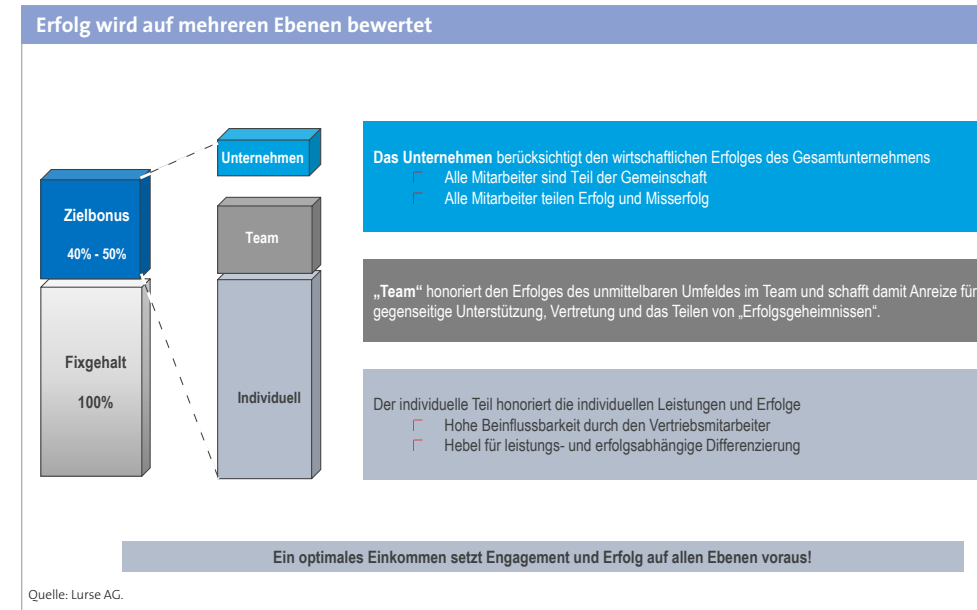 Erfolg wird auf mehreren Ebenen bewertet
Zielbonus
40% - 50%
Fixgehalt
100%
Unternehmen
Team
Individuell
Das Unternehmen berücksichtigt den wirtschaftlichen Erfolges des Gesamtunternehmens
Alle Mitarbeiter sind Teil der Gemeinschaft
Alle Mitarbeiter teilen Erfolg und Misserfolg
„Team“ honoriert den Erfolges des unmittelbaren Umfeldes im Team und schafft damit Anreize für
gegenseitige Unterstützung, Vertretung und das Teilen von „Erfolgsgeheimnissen“.
Der individuelle Teil honoriert die individuellen Leistungen und Erfolge
Hohe Beinflussbarkeit durch den Vertriebsmitarbeiter
Hebel für leistungs- und erfolgsabhängige Differenzierung
Ein optimales Einkommen setzt Engagement und Erfolg auf allen Ebenen voraus!
Quelle: Lurse AG.